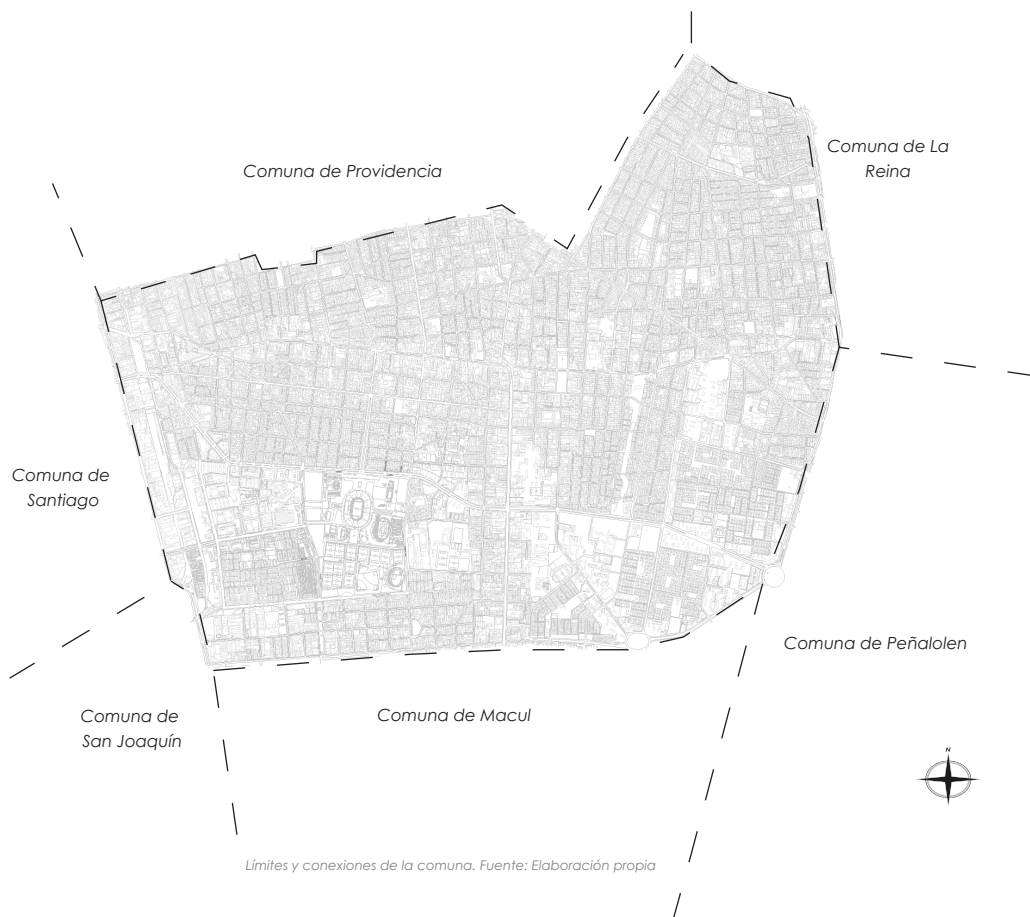 Comuna de La
Reina
Comuna de Providencia
Comuna de
Santiago
Comuna de Peñalolen
Comuna de
San Joaquín
Comuna de Macul
N
Límites y conexiones de la comuna. Fuente: Elaboración propia